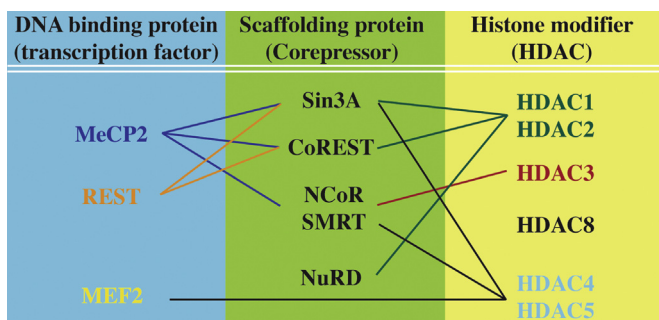 DNA binding protein
(transcription factor)
Scaffolding protein
(Corepressor)
Histone modifier
(HDAC)
MeCP2
REST
MEF2
Sin3A
CoREST
NCoR
SMRT
NuRD
HDAC1
HDAC2
HDAC3
HDAC8
HDAC4
HDAC5